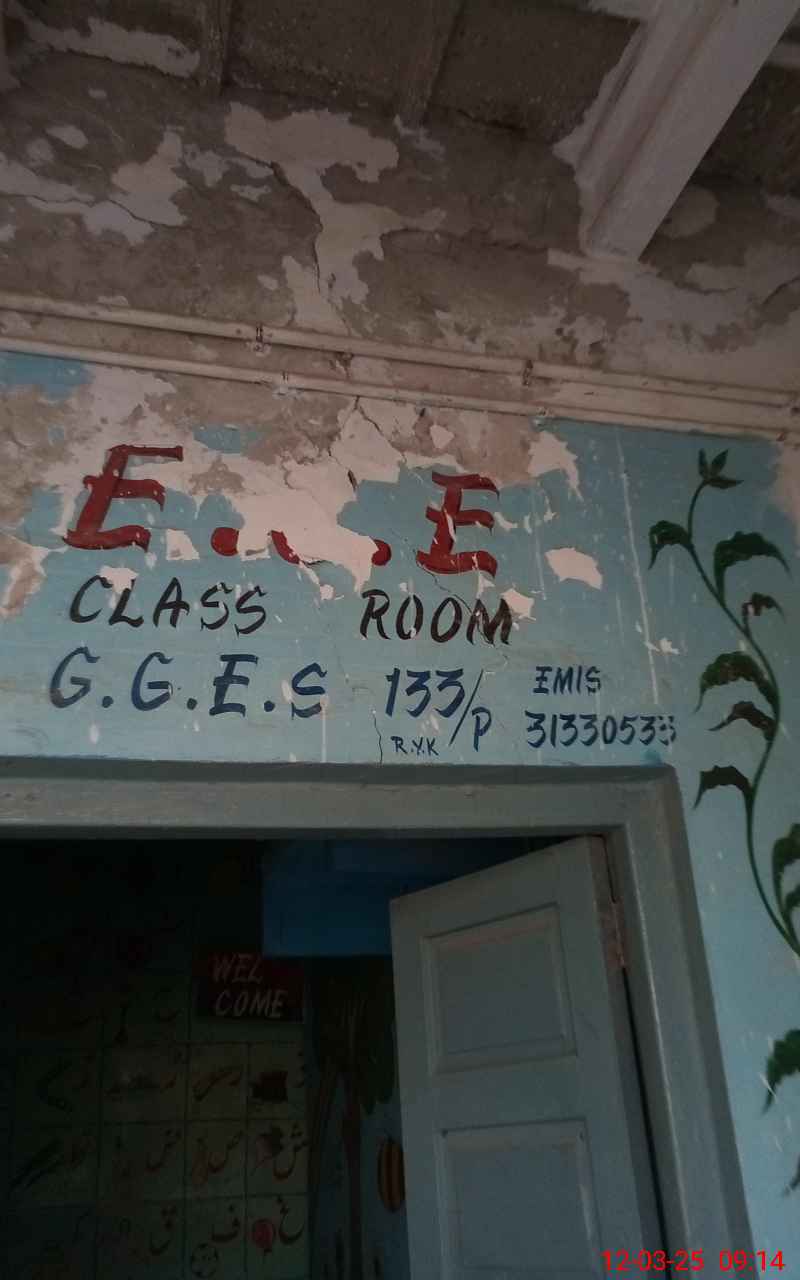 E.C.E
CLASS ROOM
G.G.E.S 133/P
R.Y.K
EMIS
31330533
WEL
COME
ش
ف
12-03-25 09:14